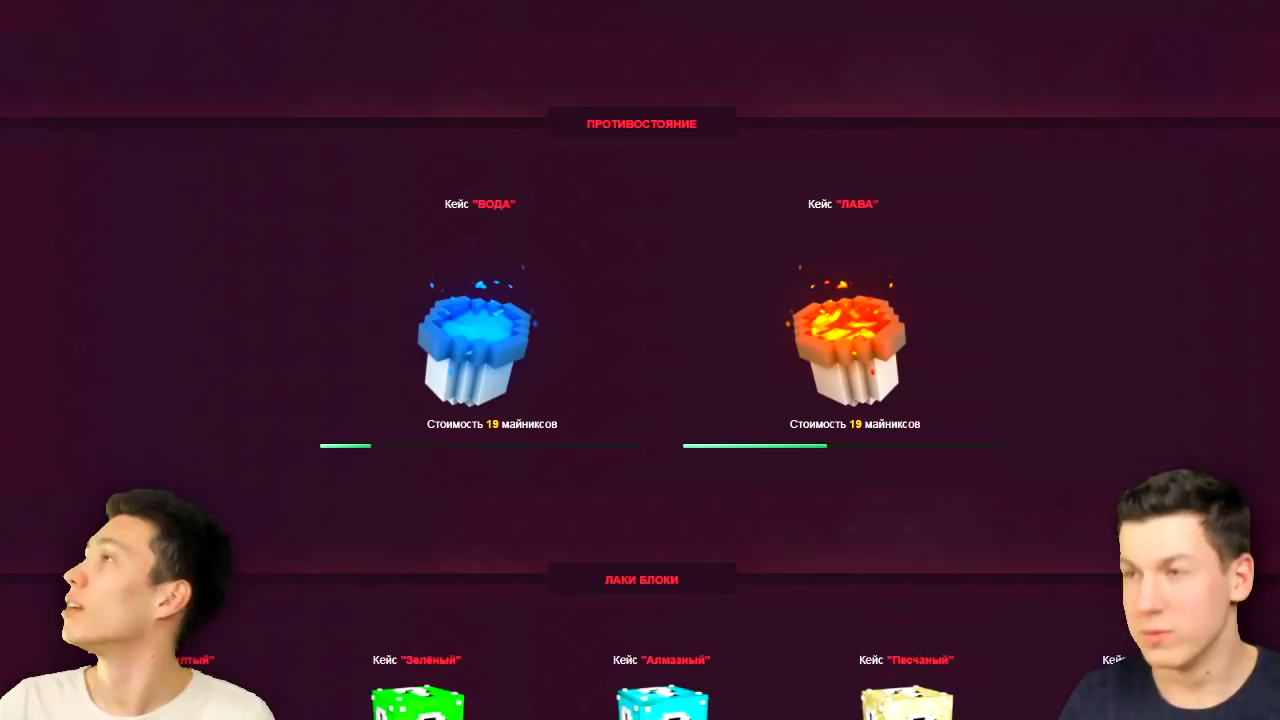 ПРОТИВОСТОЯНИЕ
Кейс "ВОДА"
Кейс "ЛАВА"
Стоимость 19 майниксов
Стоимость 19 майниксов
ЛАКИ БЛОКИ
Кейс "Зелёный"
Кейс "Алмазный"
Кейс "Песчаный"